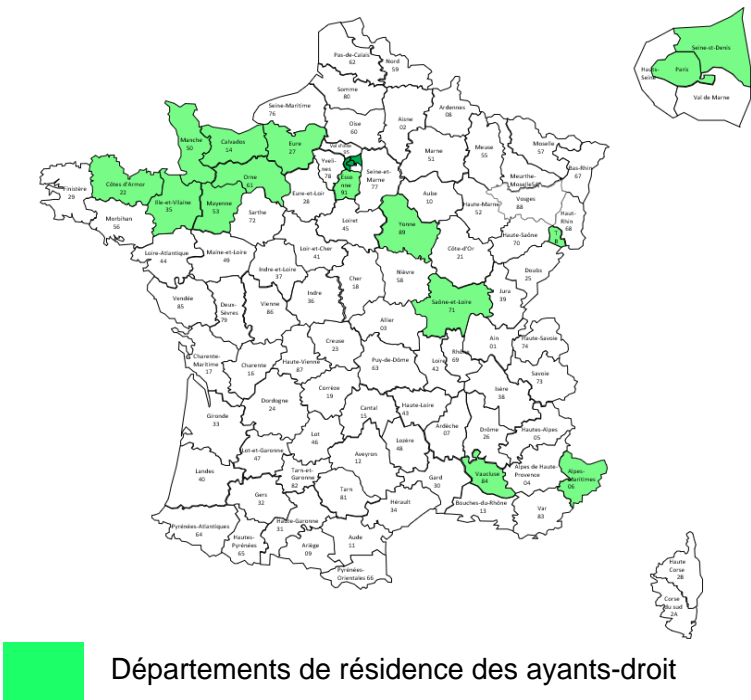 Pas-de-Calais
62
Nord
59
Somme
80
Seine-Maritime
76
Oise
60
Aisne
02
Ardennes
08
Manche
50
Calvados
14
Eure
27
Val d'oise
95
Yveli-
nes
78
Esso
nne
91
Seine-et-
Marne
77
Marne
51
Meuse
55
Moselle
57
Meurthe-
Moselle54
Bas-Rhin
67
Finistère
29
Côtes d'Armor
22
Ille-et-Vilaine
35
Mayenne
53
Orne
61
Eure-et-Loir
28
Aube
10
Haute-Marne
52
Vosges
88
Haut-
Rhin
68
Morbihan
56
Sarthe
72
Loiret
45
Yonne
89
Haute-Saône
70
T
B
Loire-Atlantique
44
Maine-et-Loire
49
Loir-et-Cher
41
Indre-et-Loire
37
Cher
18
Nièvre
58
Côte-d'Or
21
Doubs
25
Vendée
85
Deux-
Sèvres
79
Vienne
86
Indre
36
Allier
03
Saône-et-Loire
71
Jura
39
Charente-
Maritime
17
Charente
16
Haute-Vienne
87
Creuse
23
Puy-de-Dôme
63
Loire
42
Rhône
69
Ain
01
Haute-Savoie
74
Savoie
73
Isère
38
Gironde
33
Dordogne
24
Corrèze
19
Cantal
15
Haute-Loire
43
Ardèche
07
Drôme
26
Hautes-Alpes
05
Landes
40
Lot-et-Garonne
47
Lot
46
Tarn-et-
Garonne
82
Aveyron
12
Lozère
48
Gard
30
Vaucluse
84
Alpes de Haute-
Provence
04
Alpes-
Maritimes
06
Gers
32
Tarn
81
Hérault
34
Bouches-du-Rhône
13
Var
83
Pyrénées-Atlantiques
64
Hautes-
Pyrénées
65
Haute-Garonne
31
Ariège
09
Aude
11
Pyrénées-
Orientales 66
Haute
Corse
2B
Corse
du sud
2A
Seine-st-Denis
Hauts-
Seine
Paris
Val de Marne
Départements de résidence des ayants-droit